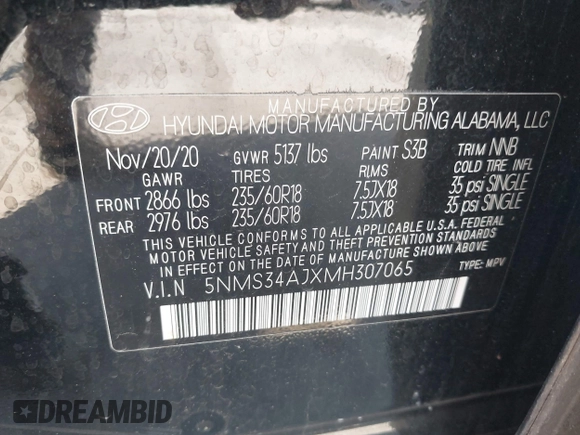 MANUFACTURED BY
HYUNDAI MOTOR MANUFACTURING ALABAMA, LLC
Nov/20/20 GVWR 5137 lbs PAINT S3B TRIM NNB
GAWR TIRES RIMS COLD TIRE INFL
FRONT 2866 lbs 235/60R18 7.5JX18 35 psi SINGLE
REAR 2976 lbs 235/60R18 7.5JX18 35 psi SINGLE
THIS VEHICLE CONFORMS TO ALL APPLICABLE U.S.A. FEDERAL
MOTOR VEHICLE SAFETY AND THEFT PREVENTION STANDARDS
IN EFFECT ON THE DATE OF MANUFACTURE SHOWN ABOVE.
V.I.N 5NMS34AJXMH307065 TYPE: MPV
DREAMBID